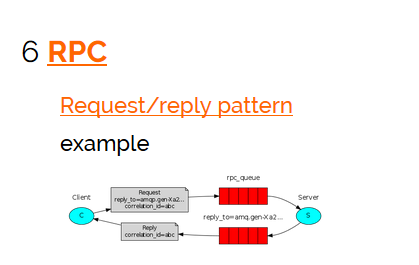 6 RPC
Request/reply pattern
example
rpc_queue
Client
Request
reply_to=amqp.gen-Xa2...
correlation_id=abc
Server
C
S
reply_to=amq.gen-Xa2...
Reply
correlation_id=abc